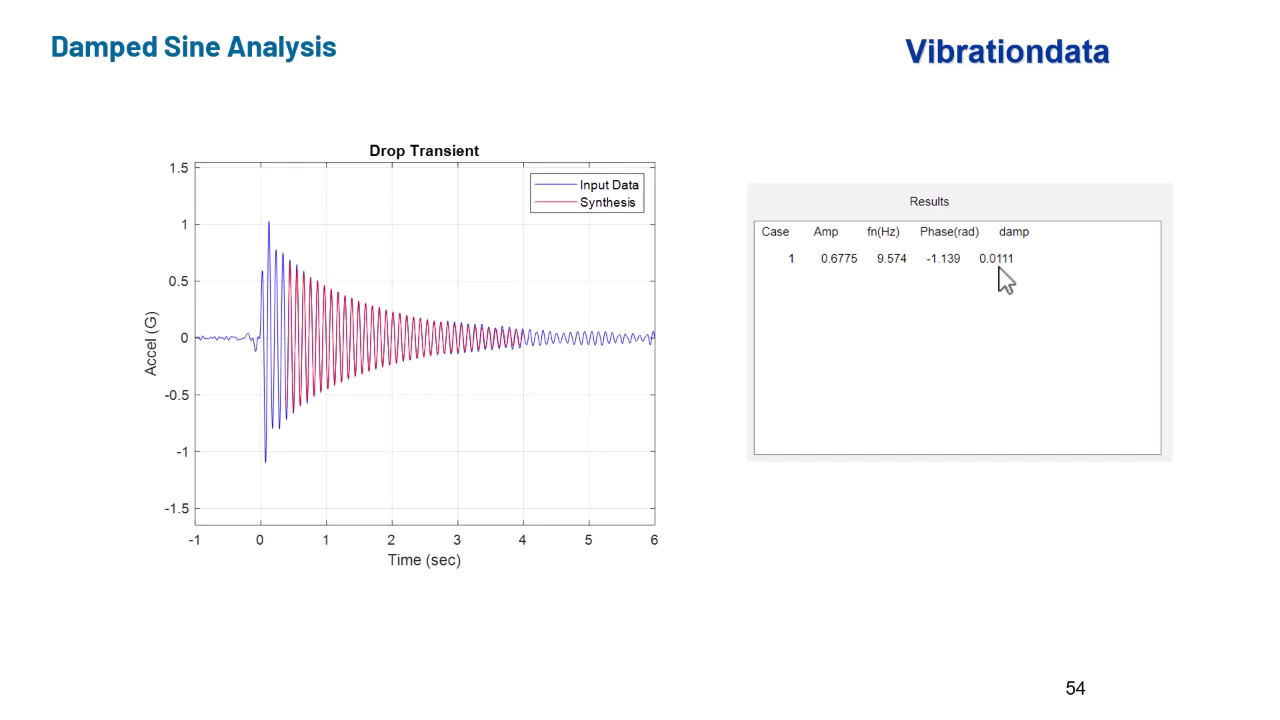 Damped Sine Analysis
Vibrationdata
Drop Transient
Input Data
Synthesis
1.5
1
0.5
0
-0.5
-1
-1.5
Accel (G)
-1 0 1 2 3 4 5 6
Time (sec)
Results
Case Amp fn(Hz) Phase(rad) damp
1 0.6775 9.574 -1.139 0.0111
54